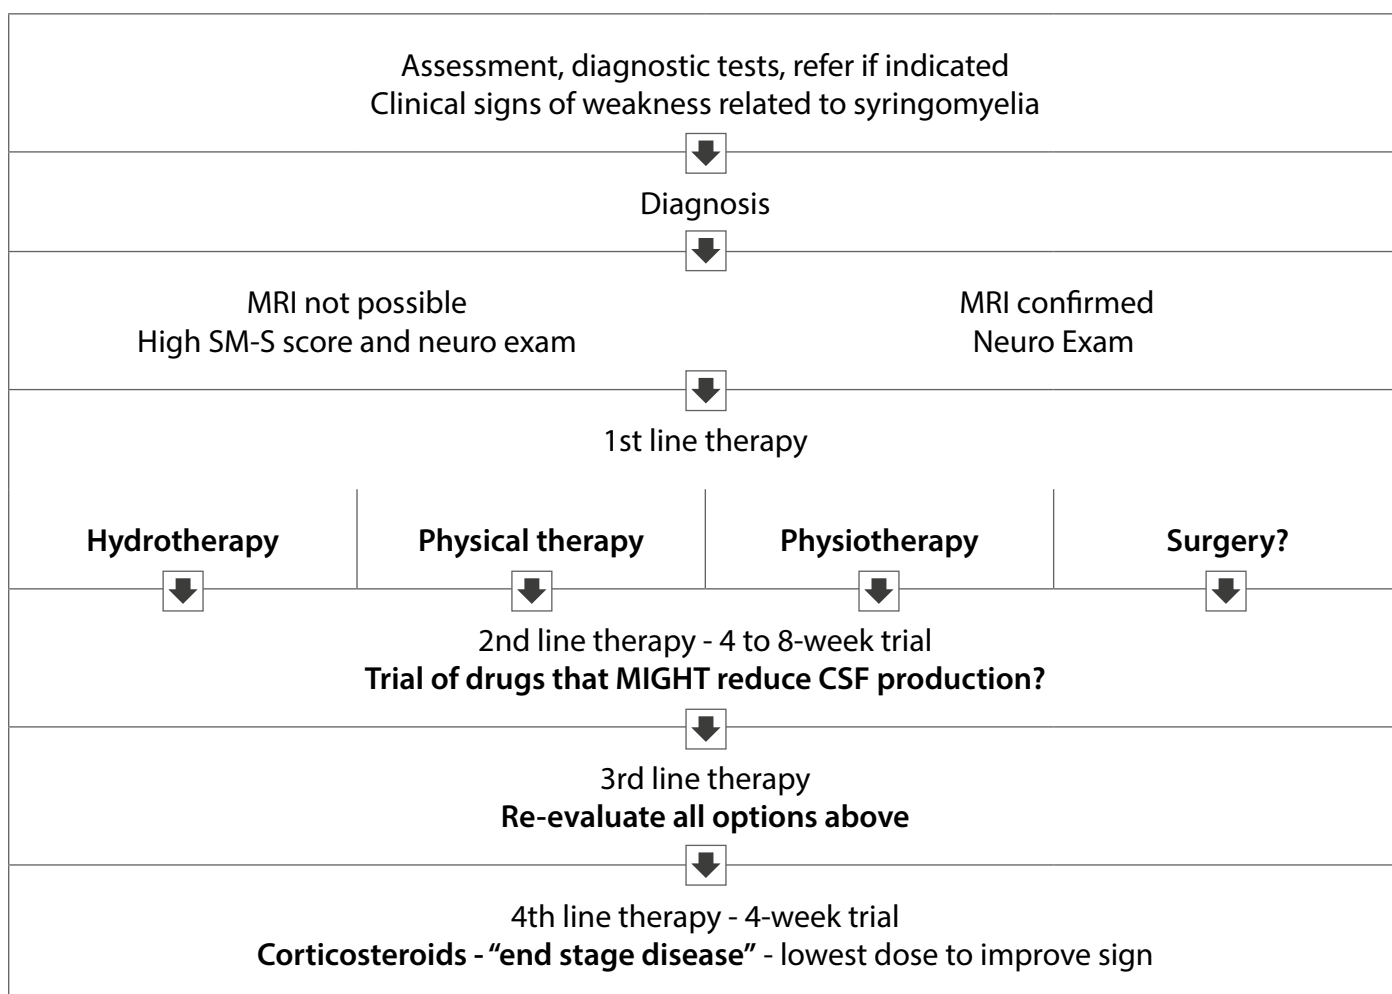 Assessment, diagnostic tests, refer if indicated
Clinical signs of weakness related to syringomyelia
Diagnosis
MRI not possible
High SM-S score and neuro exam
MRI confirmed
Neuro Exam
1st line therapy
Hydrotherapy
Physical therapy
Physiotherapy
Surgery?
2nd line therapy - 4 to 8-week trial
Trial of drugs that MIGHT reduce CSF production?
3rd line therapy
Re-evaluate all options above
4th line therapy - 4-week trial
Corticosteroids - “end stage disease” - lowest dose to improve sign